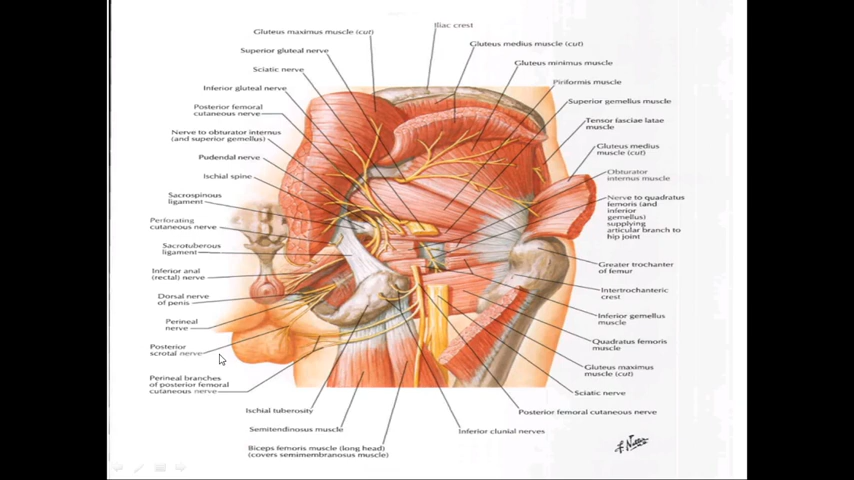 Iliac crest
Gluteus maximus muscle (cut)
Superior gluteal nerve
Sciatic nerve
Inferior gluteal nerve
Posterior femoral
cutaneous nerve
Nerve to obturator internus
(and superior gemellus)
Pudendal nerve
Ischial spine
Sacrospinous
ligament
Perforating
cutaneous nerve
Sacrotuberous
ligament
Inferior anal
(rectal) nerve
Dorsal nerve
of penis
Perineal
nerve
Posterior
scrotal nerve
Perineal branches
of posterior femoral
cutaneous nerve
Ischial tuberosity
Semitendinosus muscle
Biceps femoris muscle (long head)
(covers semimembranosus muscle)
Gluteus medius muscle (cut)
Gluteus minimus muscle
Piriformis muscle
Superior gemellus muscle
Tensor fasciae latae
muscle
Gluteus medius
muscle (cut)
Obturator
internus muscle
Nerve to quadratus
femoris (and
inferior
gemellus)
supplying
articular branch to
hip joint
Greater trochanter
of femur
Intertrochanteric
crest
Inferior gemellus
muscle
Quadratus femoris
muscle
Gluteus maximus
muscle (cut)
Sciatic nerve
Posterior femoral cutaneous nerve
Inferior clunial nerves
F. Netter